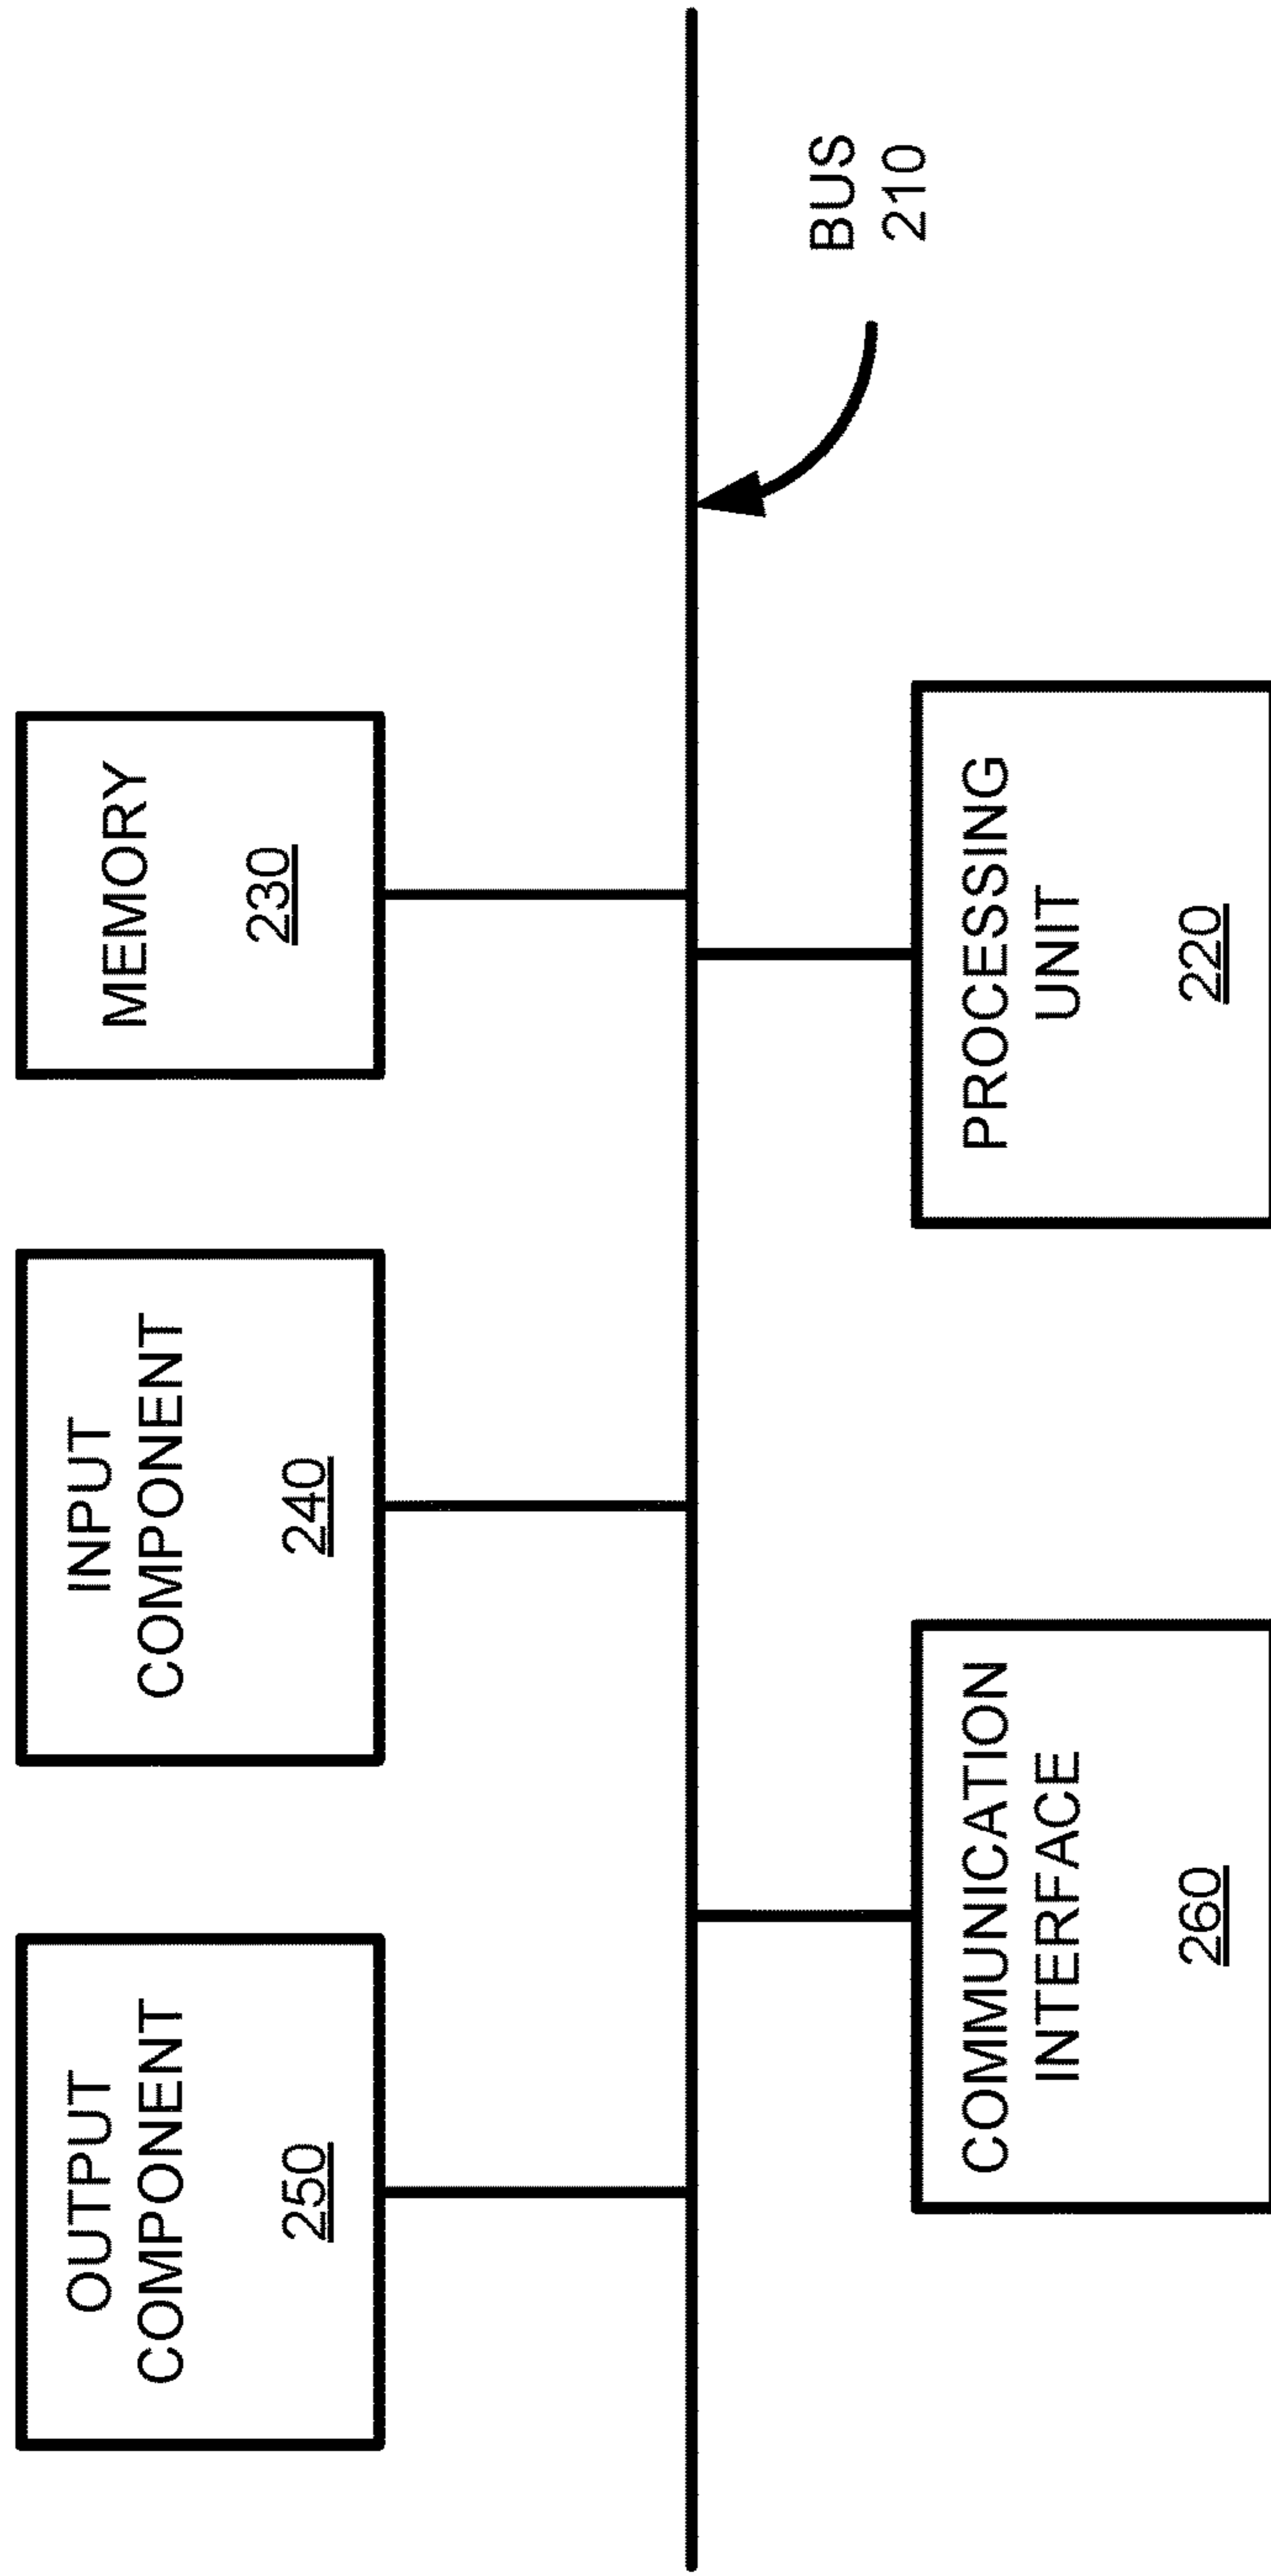 OUTPUT
COMPONENT
250
INPUT
COMPONENT
240
MEMORY
230
BUS
210
COMMUNICATION
INTERFACE
260
PROCESSING
UNIT
220